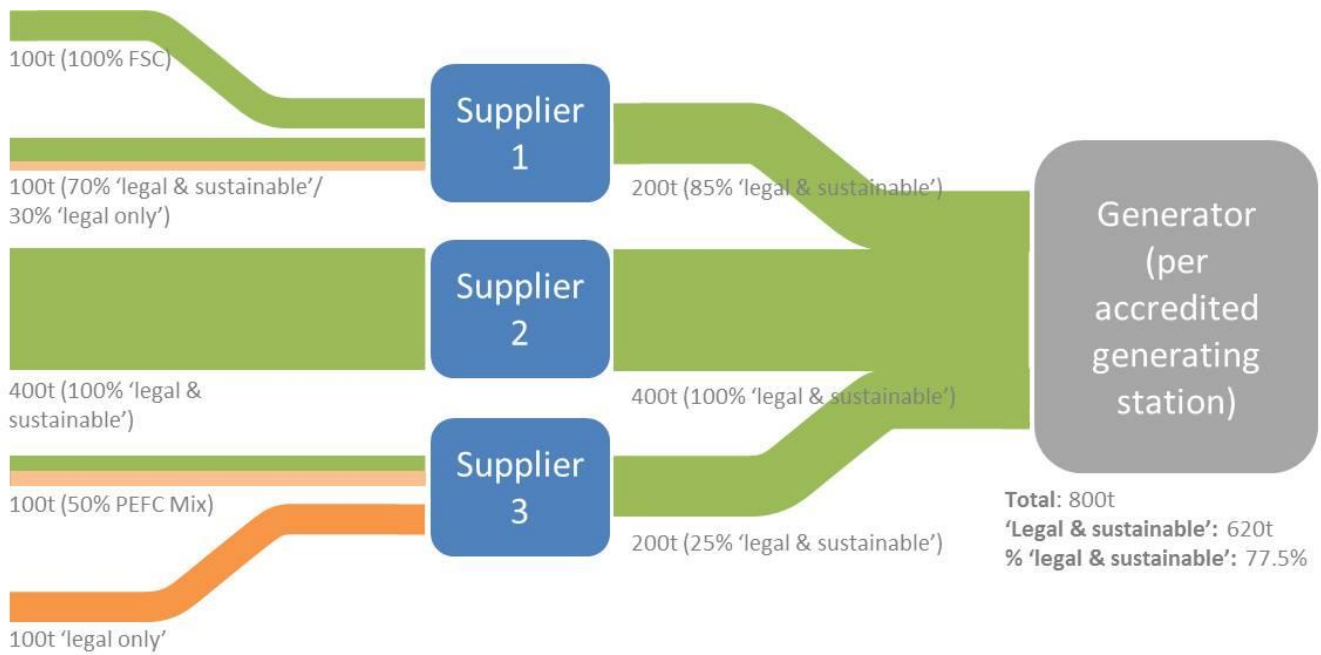 100t (100% FSC)
100t (70% ‘legal & sustainable’/
30% ‘legal only’)
400t (100% ‘legal &
sustainable’)
100t (50% PEFC Mix)
100t ‘legal only’
Supplier
1
Supplier
2
Supplier
3
200t (85% ‘legal & sustainable’)
400t (100% ‘legal & sustainable’)
200t (25% ‘legal & sustainable’)
Generator
(per
accredited
generating
station)
Total: 800t
‘Legal & sustainable’: 620t
% ‘legal & sustainable’: 77.5%